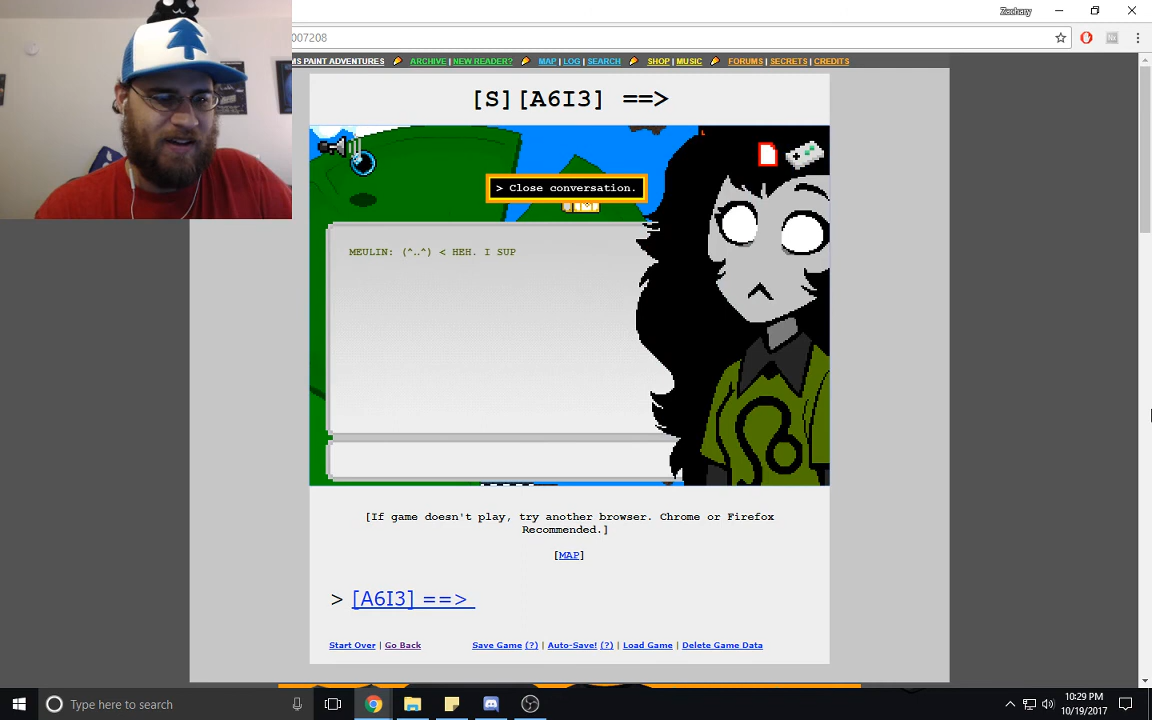 Zechary
007208
MS PAINT ADVENTURES ARCHIVE | NEW READER? MAP | LOG | SEARCH SHOP | MUSIC FORUMS | SECRETS | CREDITS
[S][A6I3] ==>
> Close conversation.
MEULIN: (^..^) < HEH. I SUP
[If game doesn't play, try another browser. Chrome or Firefox
Recommended.]
[MAP]
> [A6I3] ==>
Start Over | Go Back Save Game (?) | Auto-Save! (?) | Load Game | Delete Game Data
Type here to search
10:29 PM
10/19/2017